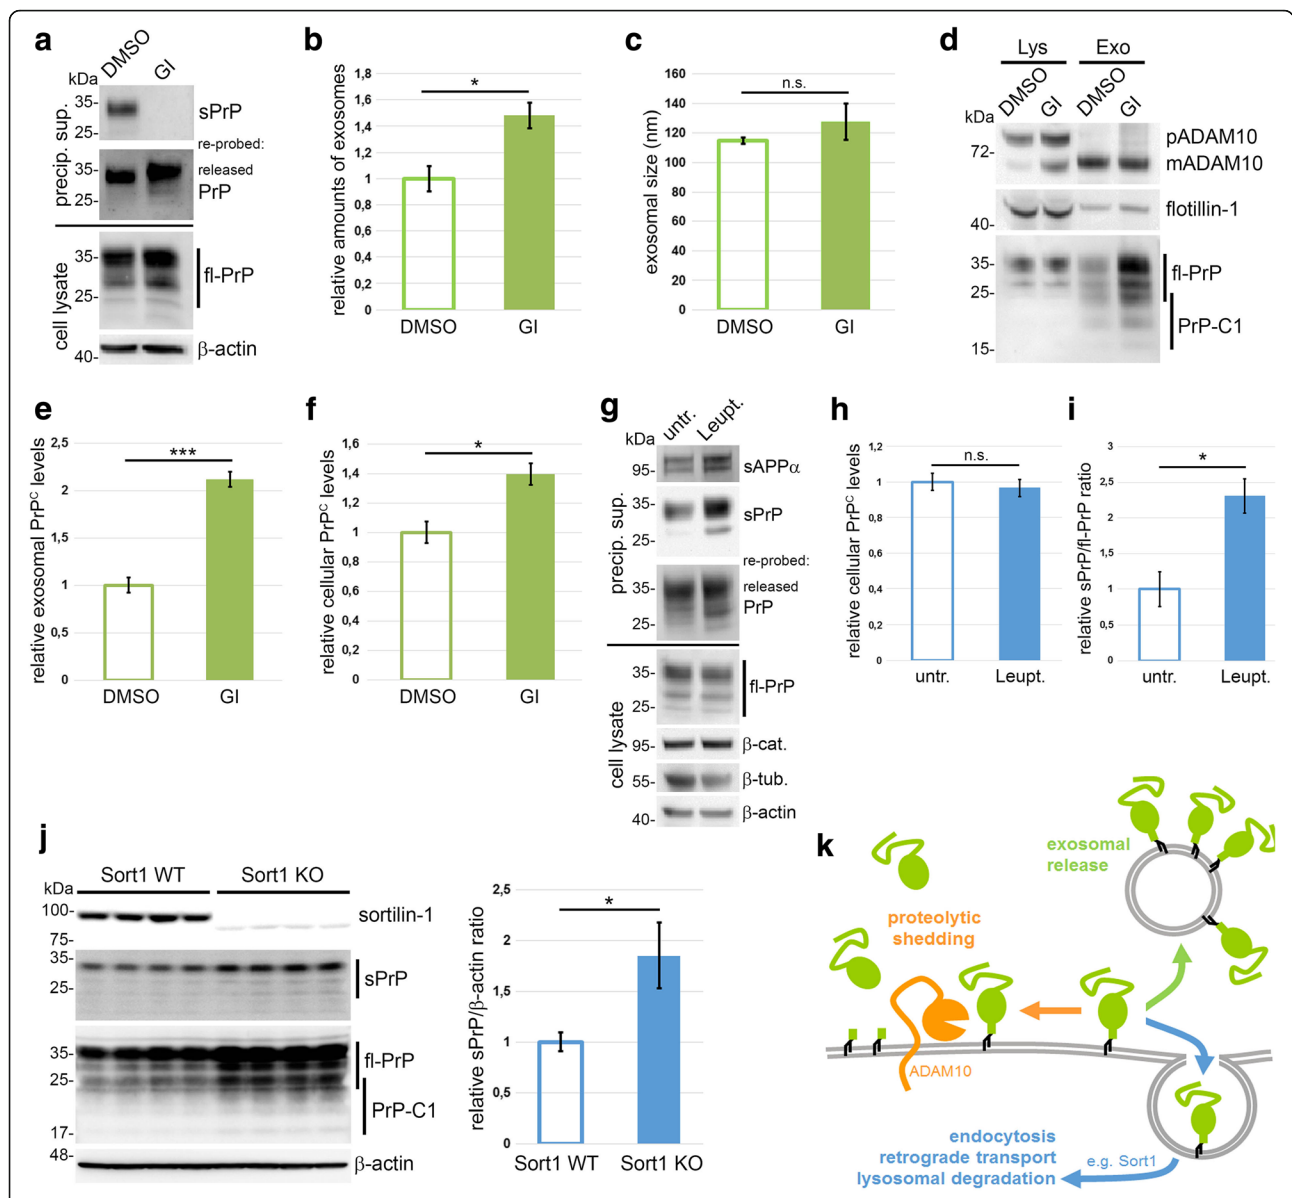 a
DMSO
GI
kDa
35-
25-
sPrP
re-probed:
35-
25-
released
PrP
precip. sup.
35-
25-
fl-PrP
40-
β-actin
cell lysate
b
relative amounts of exosomes
1,8
1,6
1,4
1,2
1
0,8
0,6
0,4
0,2
0
*
DMSO
GI
c
exosomal size (nm)
160
140
120
100
80
60
40
20
0
n.s.
DMSO
GI
d
Lys
Exo
DMSO
GI
DMSO
GI
kDa
72-
pADAM10
mADAM10
40-
flotillin-1
35-
25-
15-
fl-PrP
PrP-C1
e
relative exosomal PrPᶜ levels
2,5
2
1,5
1
0,5
0
***
DMSO
GI
f
relative cellular PrPᶜ levels
1,6
1,4
1,2
1
0,8
0,6
0,4
0,2
0
*
DMSO
GI
g
untr.
Leupt.
kDa
95-
sAPPα
35-
25-
sPrP
re-probed:
35-
25-
released
PrP
precip. sup.
35-
25-
fl-PrP
95-
β-cat.
55-
β-tub.
40-
β-actin
cell lysate
h
relative cellular PrPᶜ levels
1,2
1
0,8
0,6
0,4
0,2
0
n.s.
untr.
Leupt.
i
relative sPrP/fl-PrP ratio
3
2,5
2
1,5
1
0,5
0
*
untr.
Leupt.
j
Sort1 WT
Sort1 KO
kDa
100-
75-
sortilin-1
35-
25-
sPrP
35-
25-
17-
fl-PrP
PrP-C1
48-
β-actin
relative sPrP/β-actin ratio
2,5
2
1,5
1
0,5
0
*
Sort1 WT
Sort1 KO
k
exosomal
release
proteolytic
shedding
ADAM10
endocytosis
retrograde transport
lysosomal degradation
e.g. Sort1